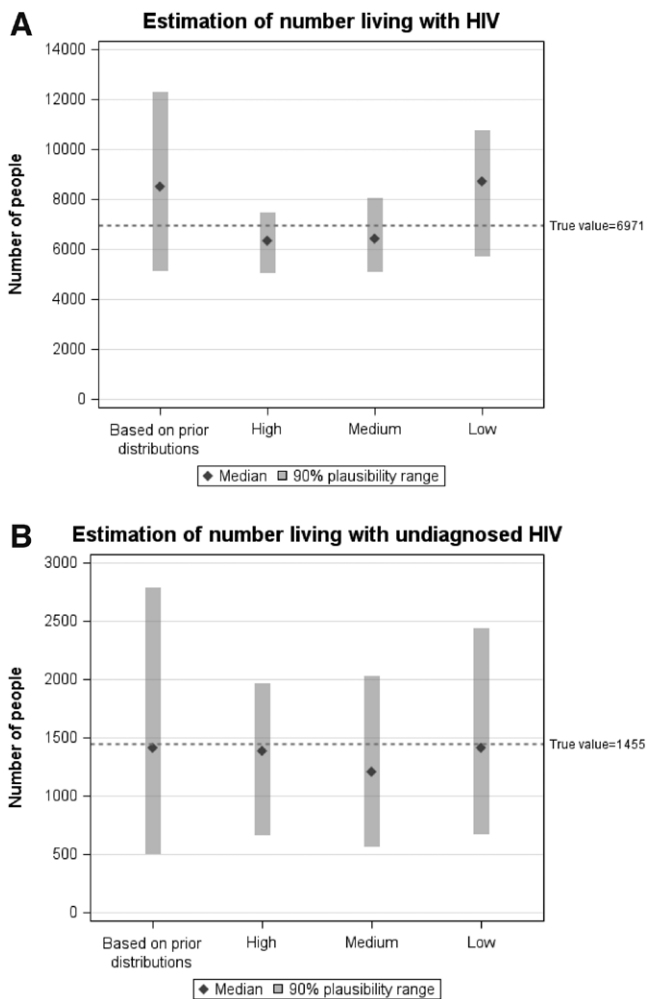 A
Estimation of number living with HIV
Number of people
14000
12000
10000
8000
6000
4000
2000
0
True value=6971
Based on prior
distributions
High
Medium
Low
Median
90% plausibility range
B
Estimation of number living with undiagnosed HIV
Number of people
3000
2500
2000
1500
1000
500
0
True value=1455
Based on prior
distributions
High
Medium
Low
Median
90% plausibility range